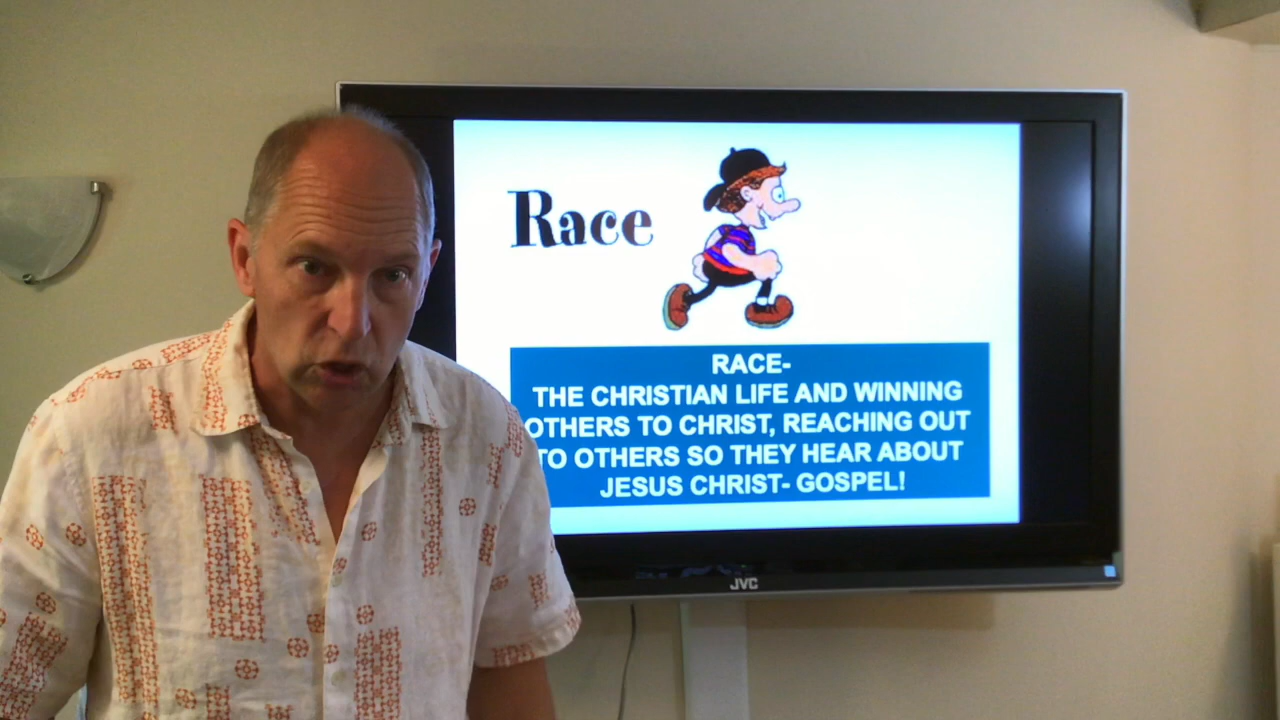 Race
RACE-
THE CHRISTIAN LIFE AND WINNING
OTHERS TO CHRIST, REACHING OUT
TO OTHERS SO THEY HEAR ABOUT
JESUS CHRIST- GOSPEL!
JVC